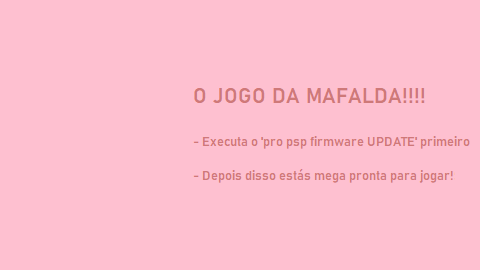 O JOGO DA MAFALDA!!!!
- Executa o 'pro psp firmware UPDATE' primeiro
- Depois disso estás mega pronta para jogar!